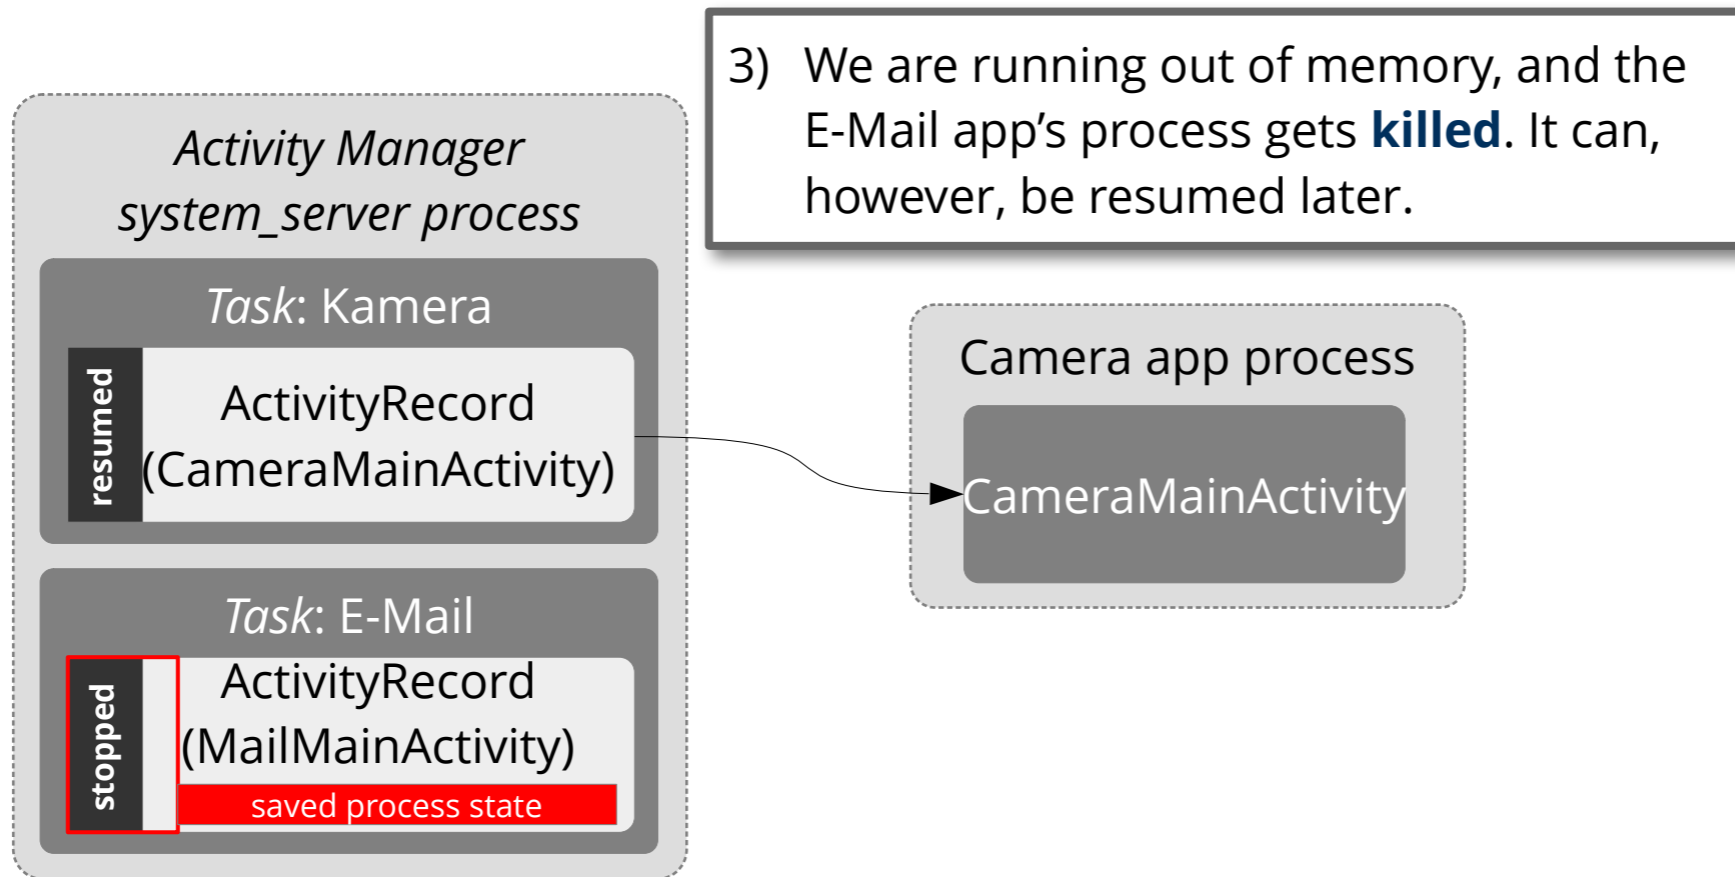 3) We are running out of memory, and the
E-Mail app’s process gets killed. It can,
however, be resumed later.
Activity Manager
system_server process
Task: Kamera
resumed
ActivityRecord
(CameraMainActivity)
Task: E-Mail
stopped
ActivityRecord
(MailMainActivity)
saved process state
Camera app process
CameraMainActivity